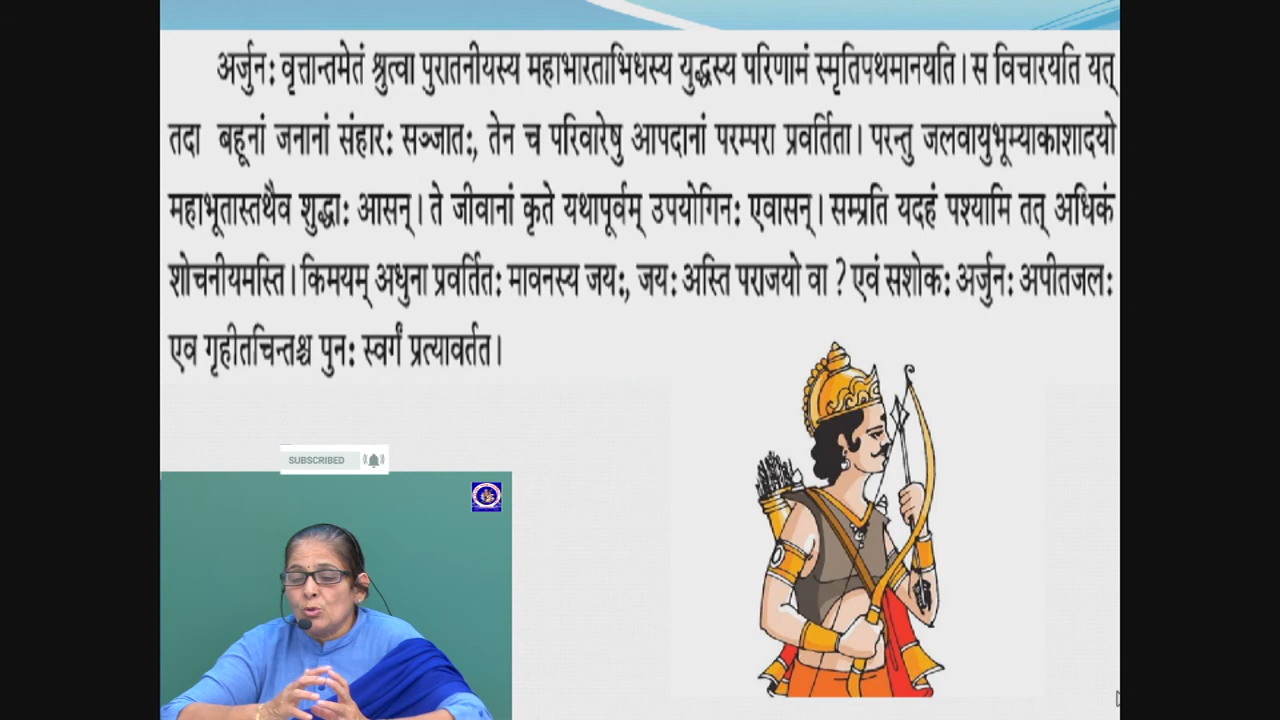 अर्जुन: वृत्तान्तमेतं श्रुत्वा पुरातनीयस्य महाभारताभिधस्य युद्धस्य परिणामं स्मृतिपथमानयति। स विचारयति यत्
तदा बहूनां जनानां संहार: सञ्जात:, तेन च परिवारेषु आपदानां परम्परा प्रवर्तिता। परन्तु जलवायुभूम्याकाशादयो
महाभूतास्तथैव शुद्धा: आसन्। ते जीवानां कृते यथापूर्वम् उपयोगिन: एवासन्। सम्प्रति यदहं पश्यामि तत् अधिकं
शोचनीयमस्ति। किमयम् अधुना प्रवर्तित: मावनस्य जय:, जय: अस्ति पराजयो वा ? एवं सशोक: अर्जुन: अपीतजल:
एव गृहीतचिन्तश्च पुन: स्वर्गं प्रत्यावर्तत।
SUBSCRIBED